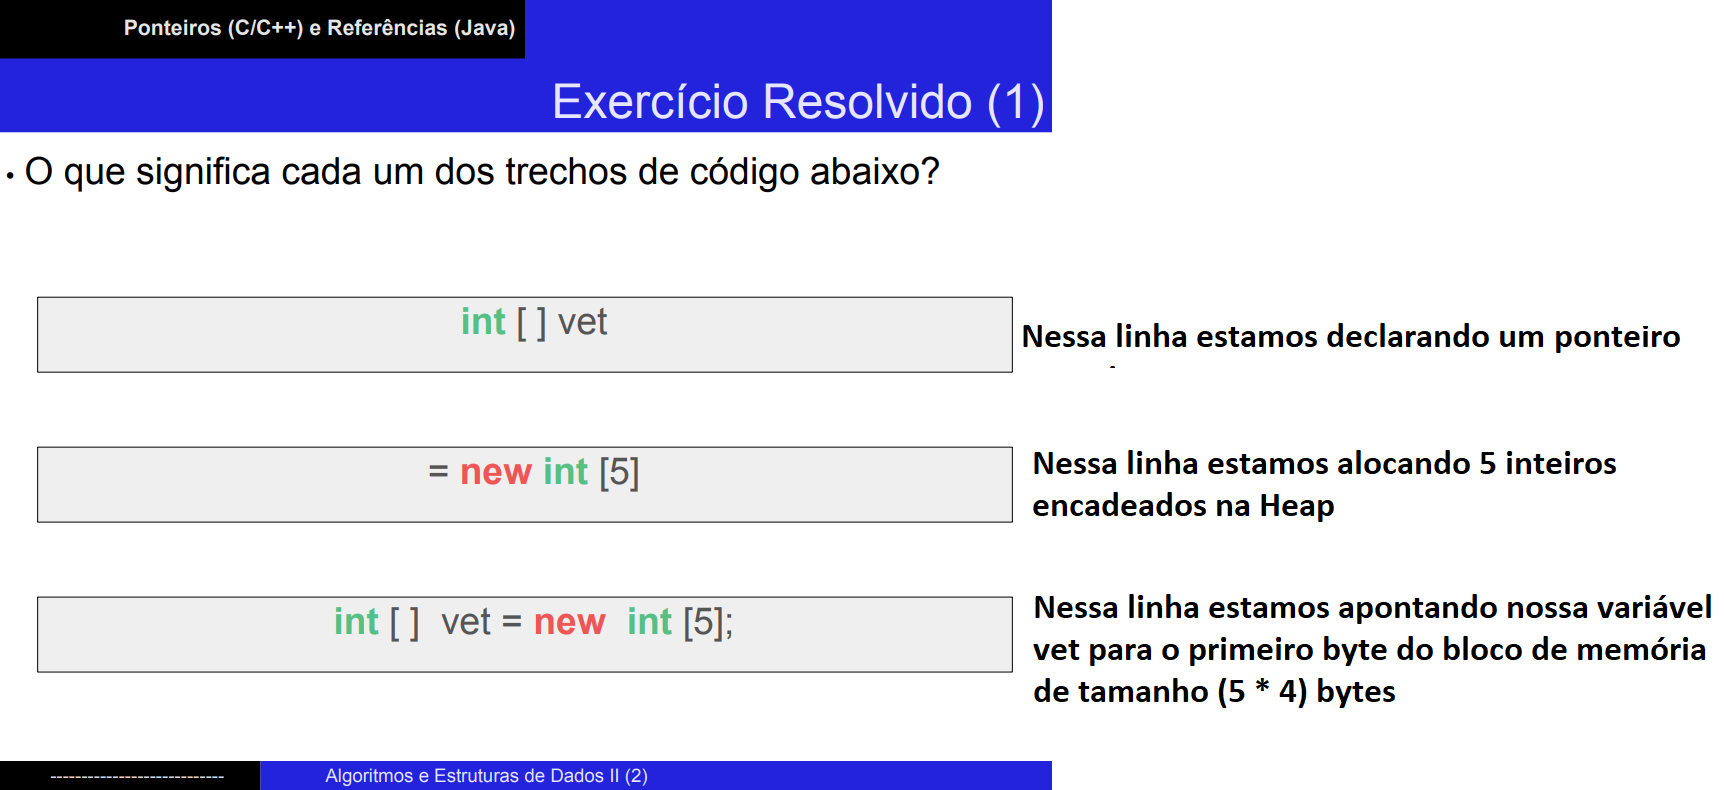 Ponteiros (C/C++) e Referências (Java)
Exercício Resolvido (1)
• O que significa cada um dos trechos de código abaixo?
int [ ] vet
Nessa linha estamos declarando um ponteiro
= new int [5]
Nessa linha estamos alocando 5 inteiros
encadeados na Heap
int [ ] vet = new int [5];
Nessa linha estamos apontando nossa variável
vet para o primeiro byte do bloco de memória
de tamanho (5 * 4) bytes
----------------------------
Algoritmos e Estruturas de Dados II (2)